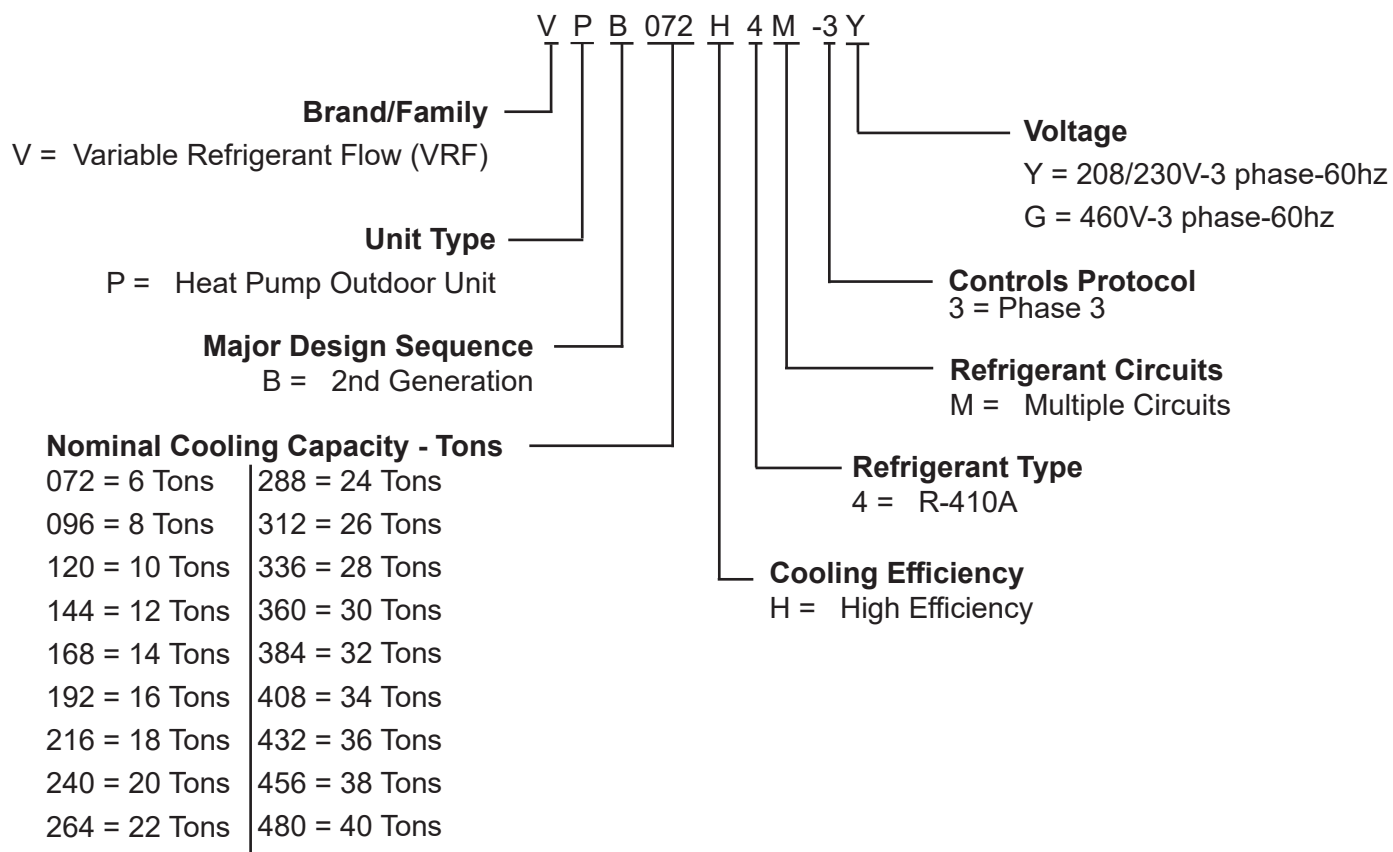 V P B 072 H 4 M -3 Y
Brand/Family
V = Variable Refrigerant Flow (VRF)
Unit Type
P = Heat Pump Outdoor Unit
Major Design Sequence
B = 2nd Generation
Nominal Cooling Capacity - Tons
072 = 6 Tons
096 = 8 Tons
120 = 10 Tons
144 = 12 Tons
168 = 14 Tons
192 = 16 Tons
216 = 18 Tons
240 = 20 Tons
264 = 22 Tons
288 = 24 Tons
312 = 26 Tons
336 = 28 Tons
360 = 30 Tons
384 = 32 Tons
408 = 34 Tons
432 = 36 Tons
456 = 38 Tons
480 = 40 Tons
Voltage
Y = 208/230V-3 phase-60hz
G = 460V-3 phase-60hz
Controls Protocol
3 = Phase 3
Refrigerant Circuits
M = Multiple Circuits
Refrigerant Type
4 = R-410A
Cooling Efficiency
H = High Efficiency